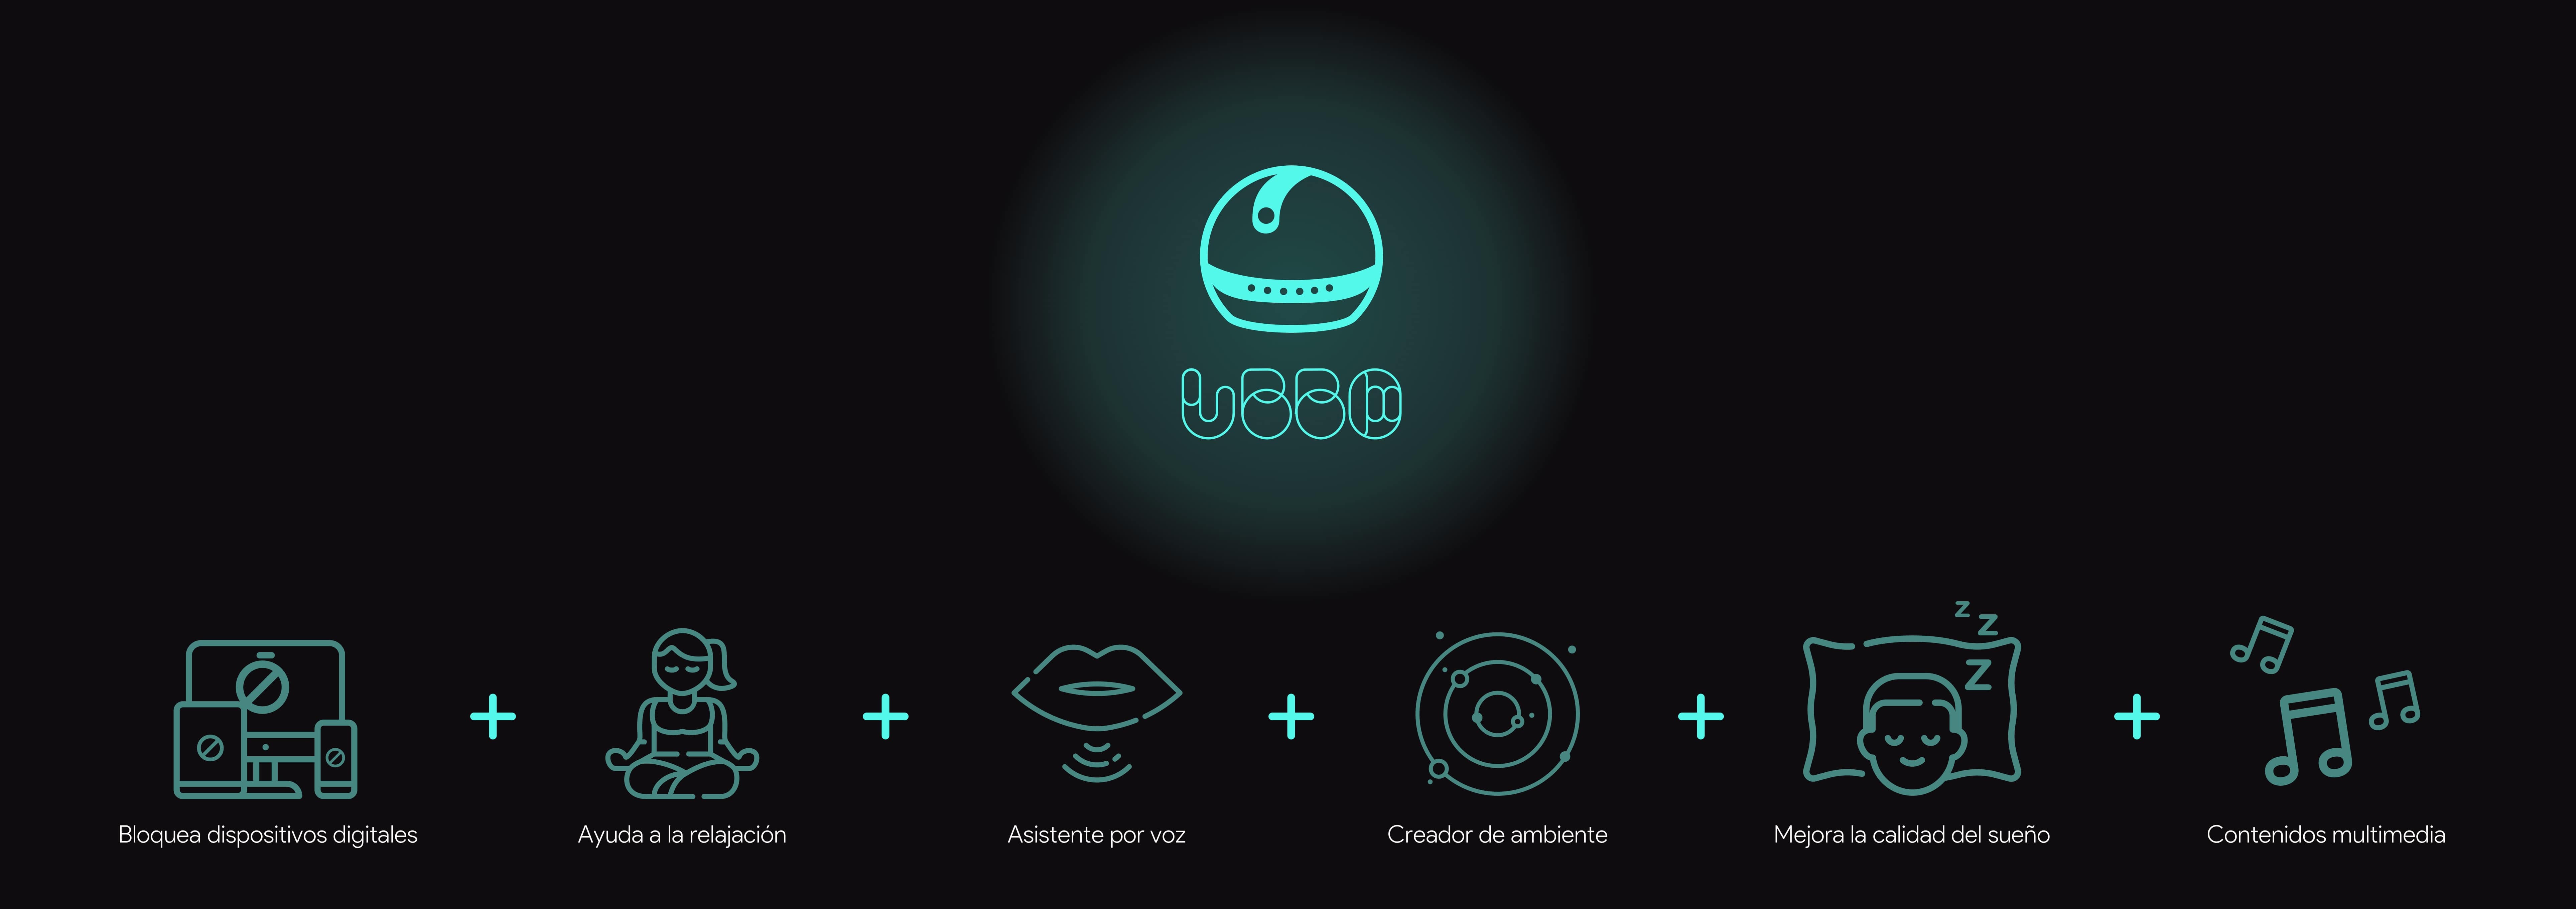 UBBO
z
z
z
Bloquea dispositivos digitales
Ayuda a la relajación
Asistente por voz
Creador de ambiente
Mejora la calidad del sueño
Contenidos multimedia